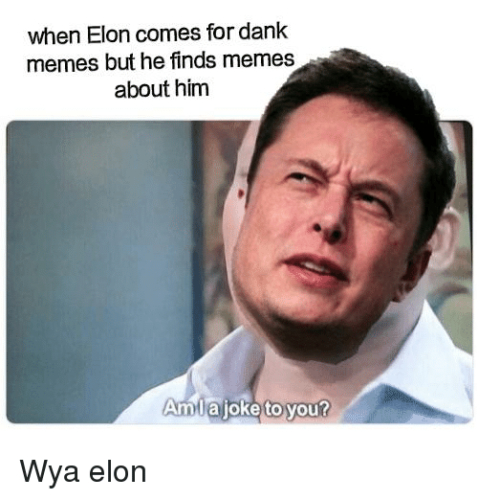 when Elon comes for dank
memes but he finds memes
about him
Am I a joke to you?
Wya elon